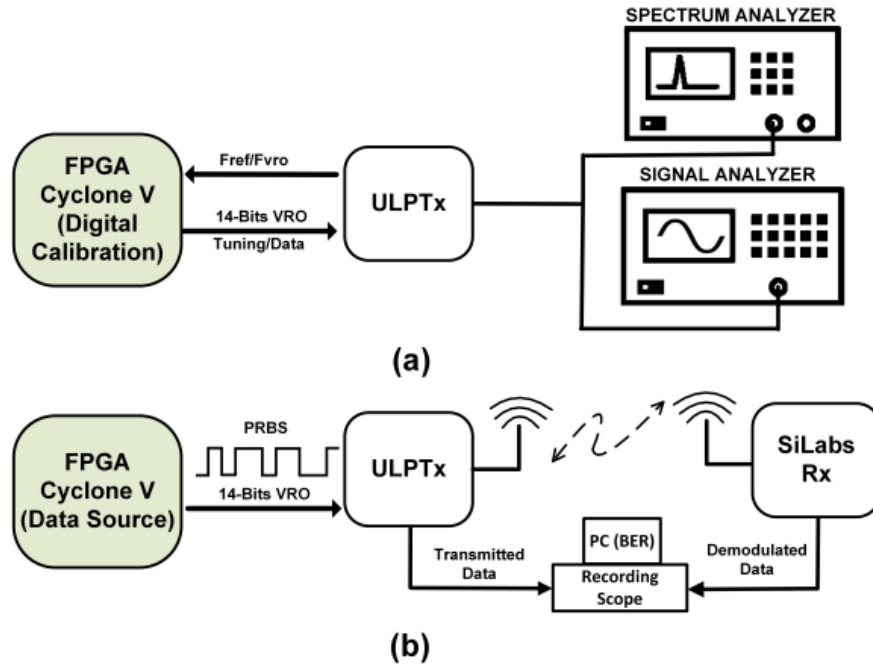 SPECTRUM ANALYZER
FPGA
Cyclone V
(Digital
Calibration)
Fref/Fvro
14-Bits VRO
Tuning/Data
ULPTx
SIGNAL ANALYZER
(a)
FPGA
Cyclone V
(Data Source)
PRBS
14-Bits VRO
ULPTx
SiLabs
Rx
Transmitted
Data
PC (BER)
Recording
Scope
Demodulated
Data
(b)